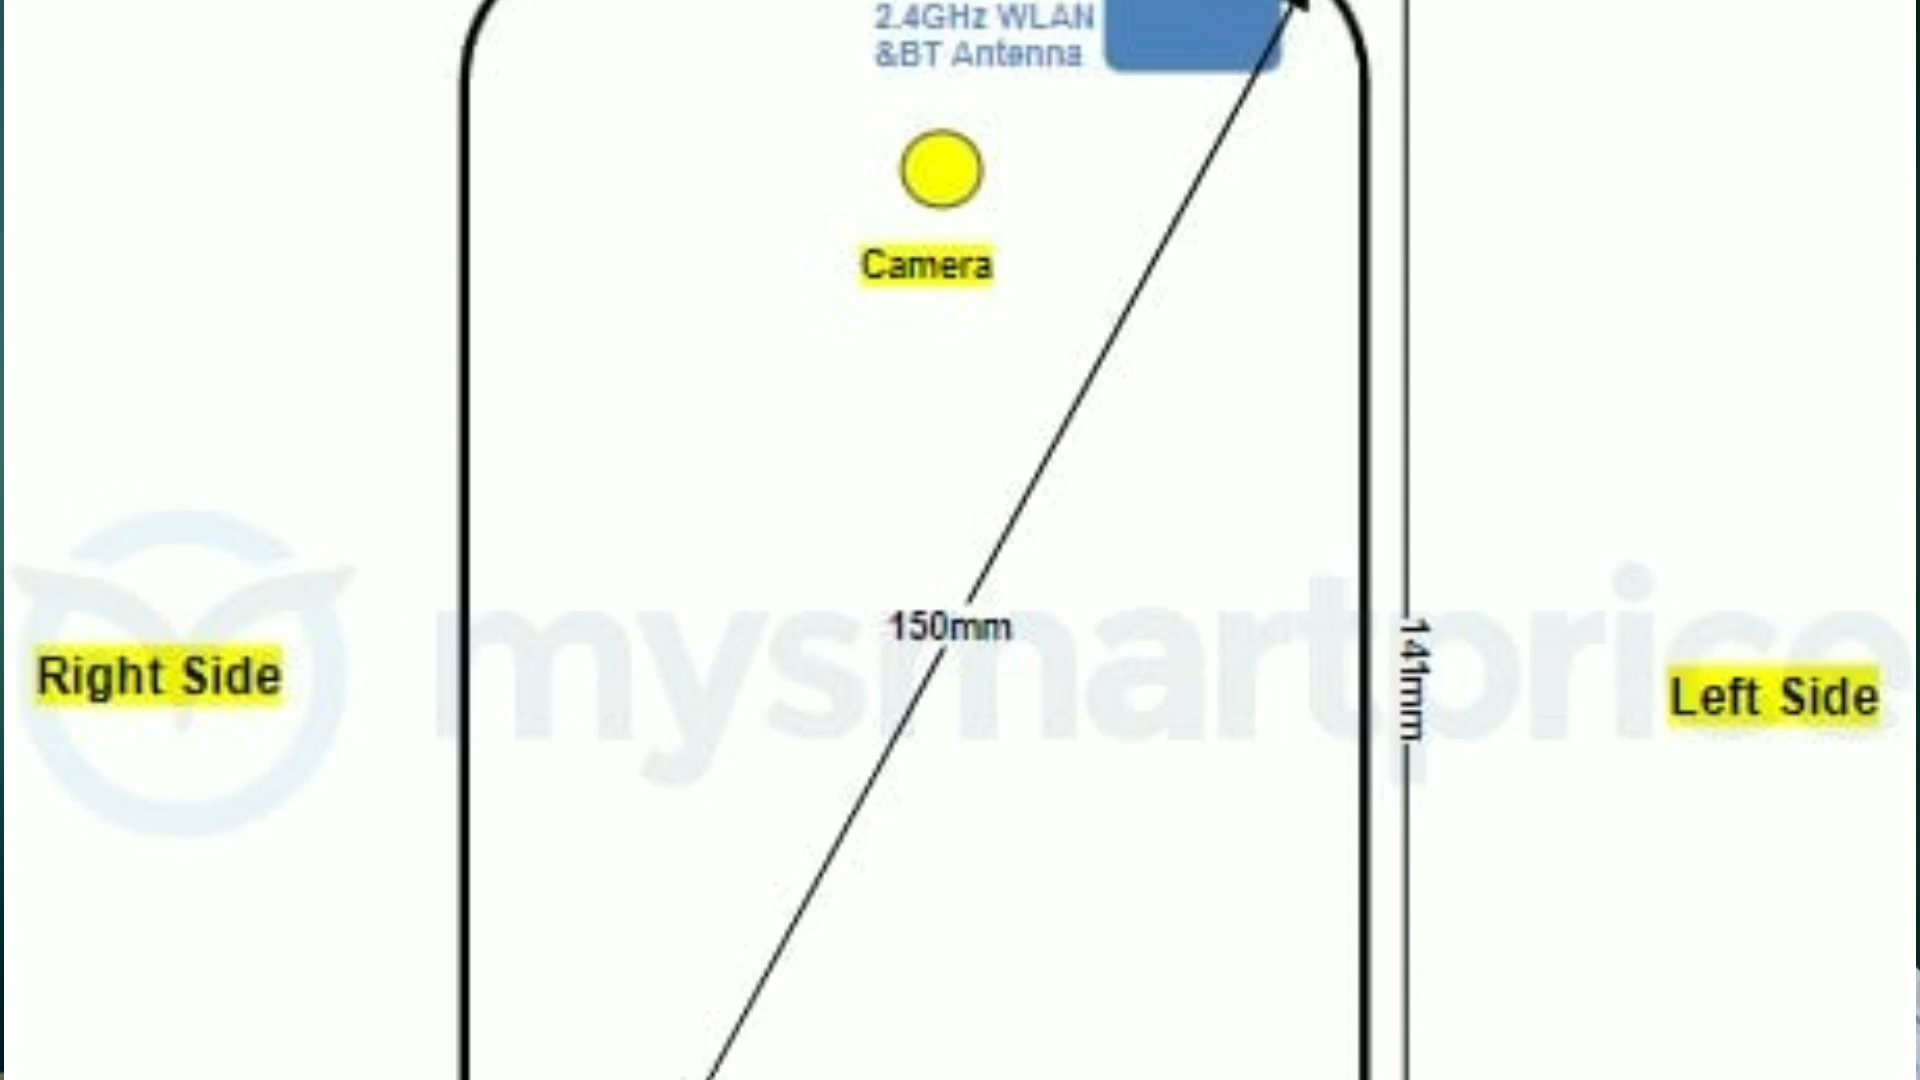 2.4GHz WLAN
&BT Antenna
Camera
150mm
141mm
Right Side
Left Side
mysmartprice